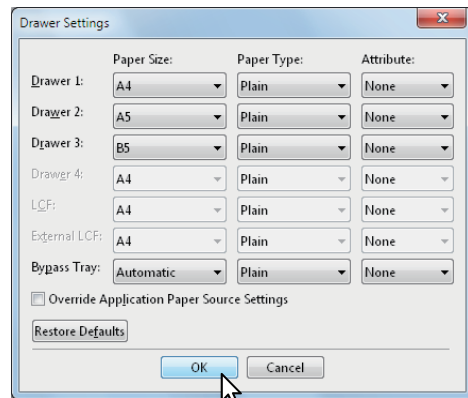 Drawer Settings
Paper Size: Paper Type: Attribute:
Drawer 1: A4 Plain None
Drawer 2: A5 Plain None
Drawer 3: B5 Plain None
Drawer 4: A4 Plain None
LCF: A4 Plain None
External LCF: A4 Plain None
Bypass Tray: Automatic Plain None
Override Application Paper Source Settings
Restore Defaults
OK Cancel